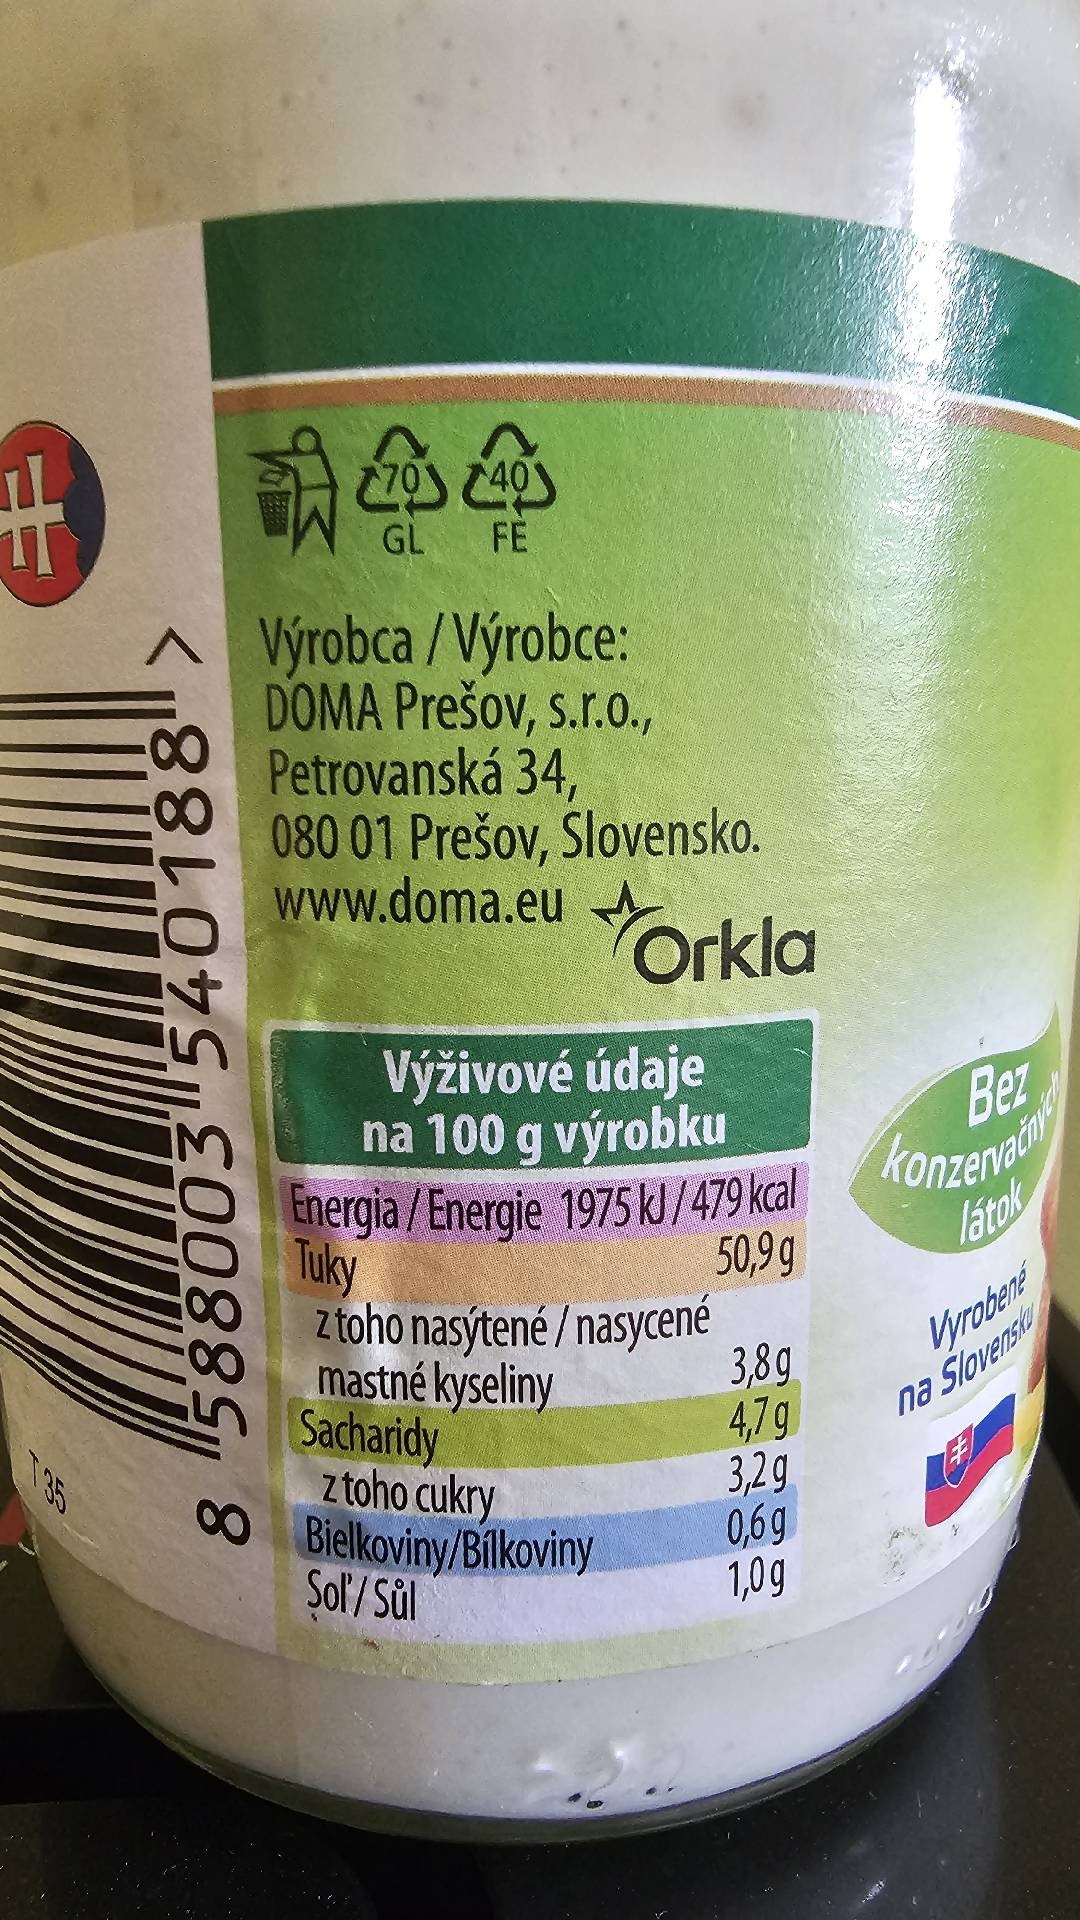 70 40
GL FE
Výrobca / Výrobce:
DOMA Prešov, s.r.o.,
Petrovanská 34,
080 01 Prešov, Slovensko.
www.doma.eu
Orkla
Výživové údaje
na 100 g výrobku
Energia / Energie 1975 kJ / 479 kcal
Tuky 50,9 g
z toho nasýtené / nasycené
mastné kyseliny 3,8 g
Sacharidy 4,7 g
z toho cukry 3,2 g
Bielkoviny/Bílkoviny 0,6 g
Soľ / Sůl 1,0 g
8 588003 540188 >
T 35
Bez
konzervačných
látok
Vyrobené
na Slovensku